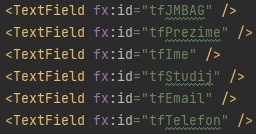 <TextField fx:id="tfJMBAG" />
<TextField fx:id="tfPrezime" />
<TextField fx:id="tfIme" />
<TextField fx:id="tfStudij" />
<TextField fx:id="tfEmail" />
<TextField fx:id="tfTelefon" />